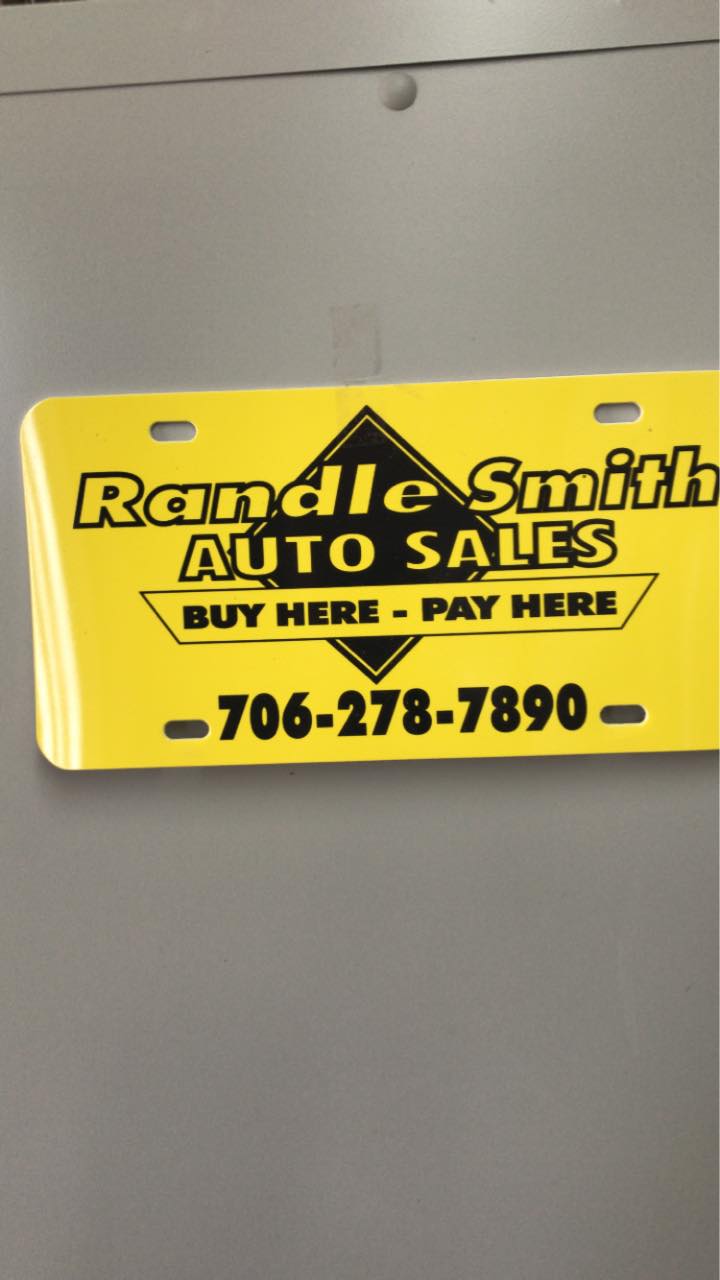 Randle Smith
AUTO SALES
BUY HERE - PAY HERE
706-278-7890